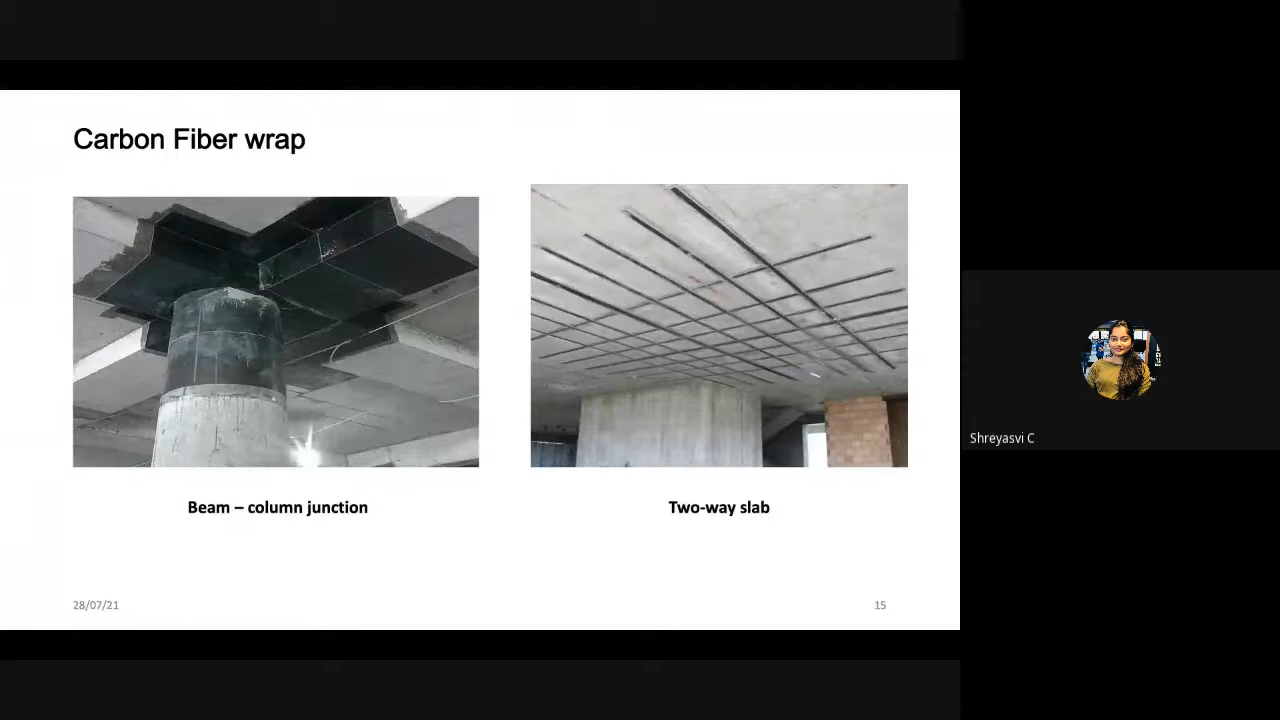 Carbon Fiber wrap
Beam – column junction
Two-way slab
28/07/21
15
Shreyasvi C